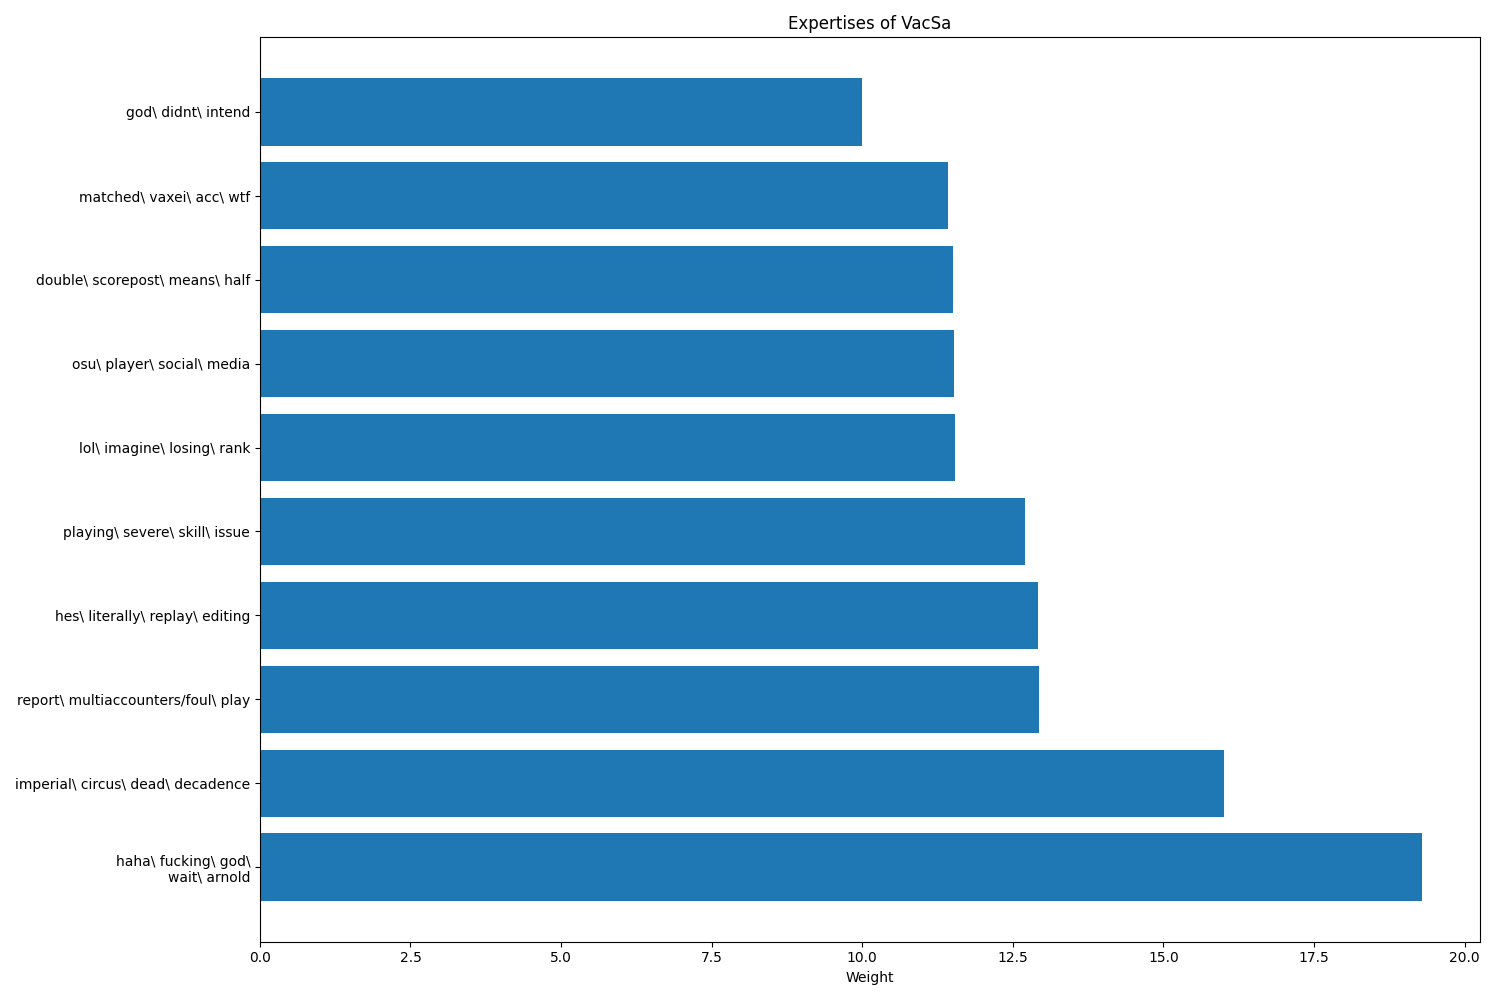 Expertises of VacSa
god\ didnt\ intend
matched\ vaxei\ acc\ wtf
double\ scorepost\ means\ half
osu\ player\ social\ media
lol\ imagine\ losing\ rank
playing\ severe\ skill\ issue
hes\ literally\ replay\ editing
report\ multiaccounters/foul\ play
imperial\ circus\ dead\ decadence
haha\ fucking\ god\
wait\ arnold
0.0 2.5 5.0 7.5 10.0 12.5 15.0 17.5 20.0
Weight